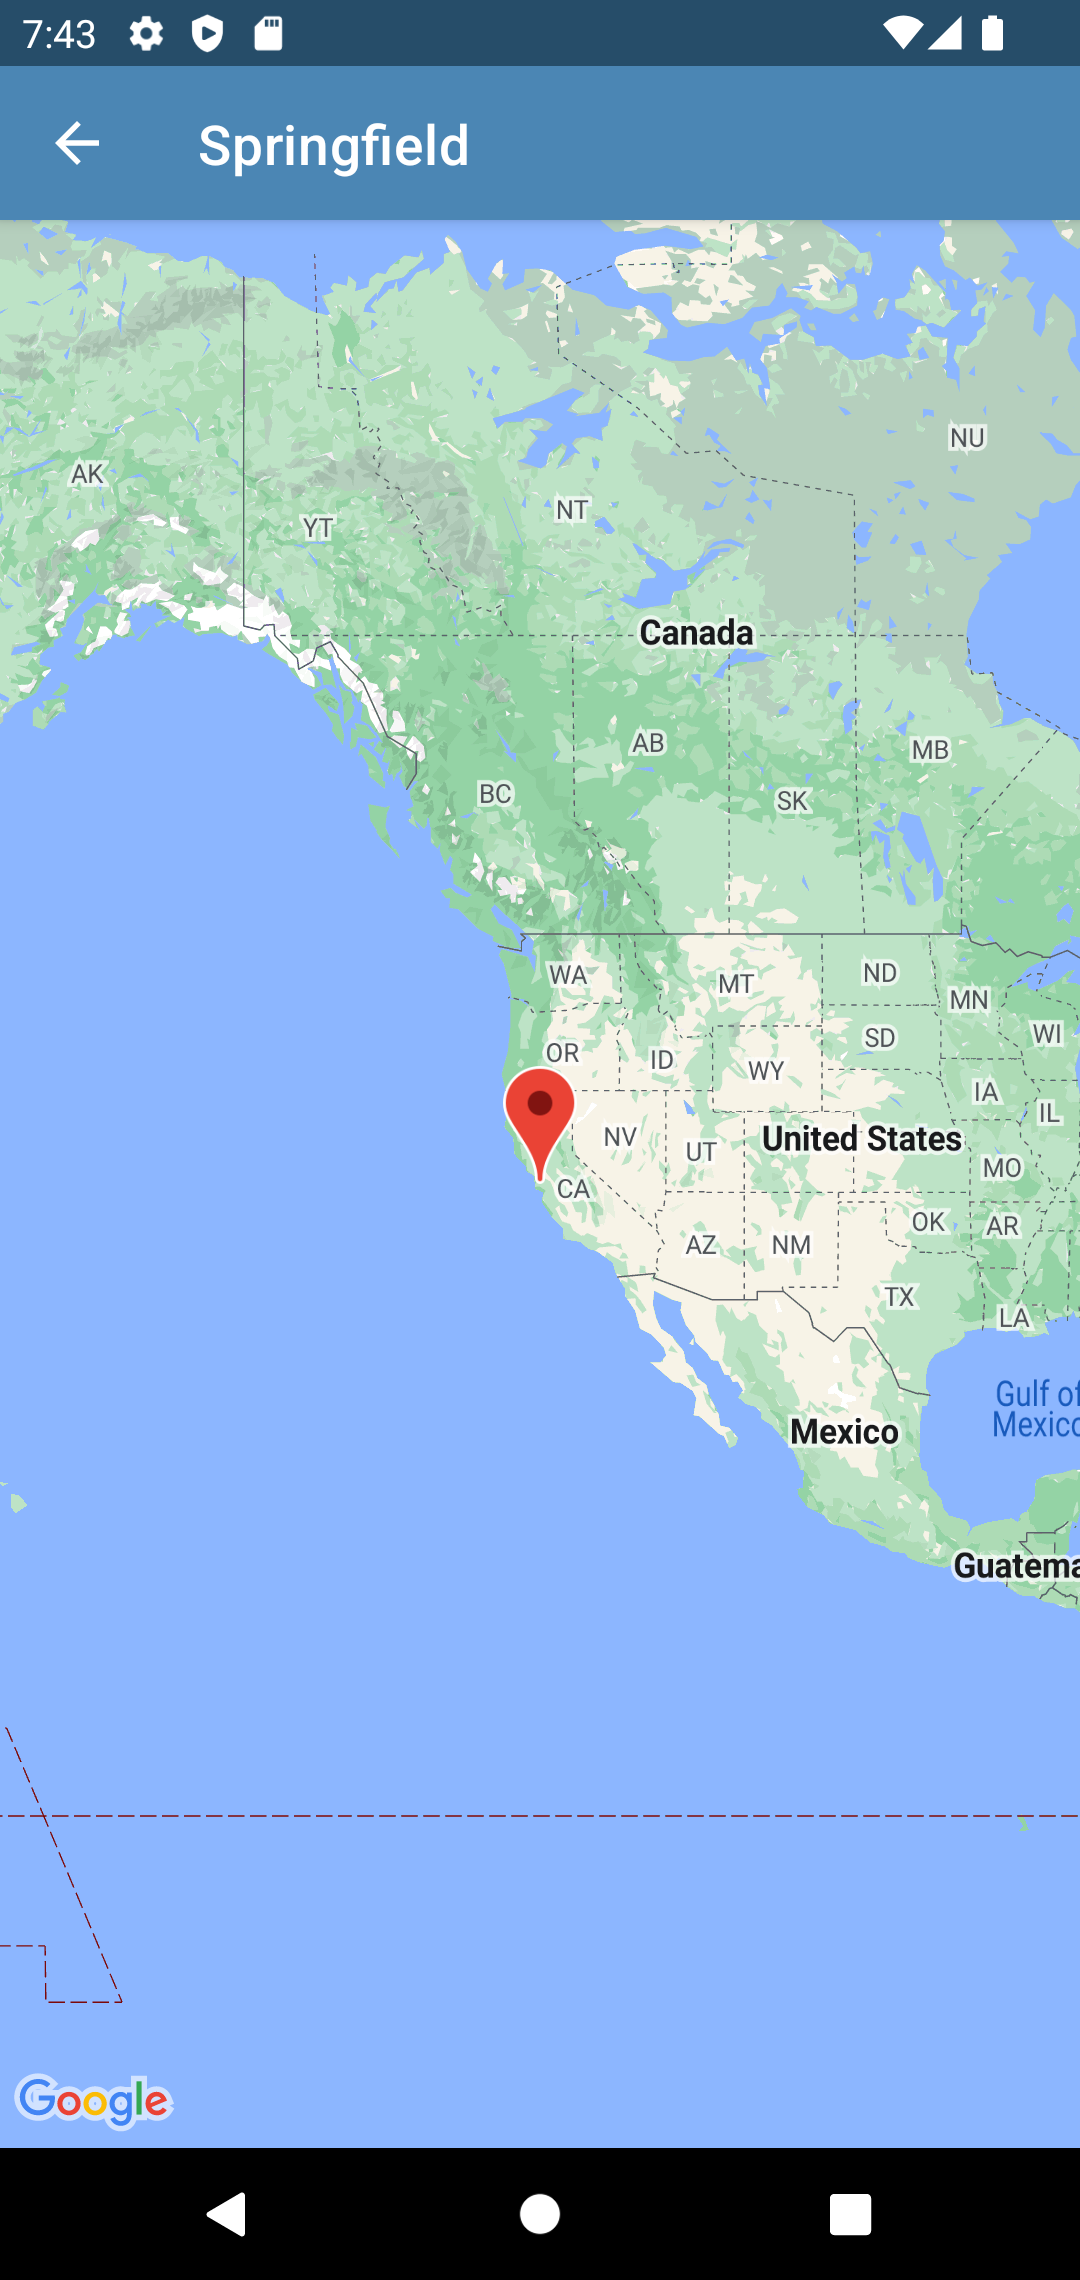 7:43
Springfield
NU
AK
NT
YT
Canada
AB
MB
BC
SK
WA
ND
MT
MN
WI
SD
OR
ID
WY
IA
IL
NV
United States
UT
MO
CA
OK
AR
AZ
NM
TX
LA
Gulf of
Mexico
Mexico
Guatema
Google